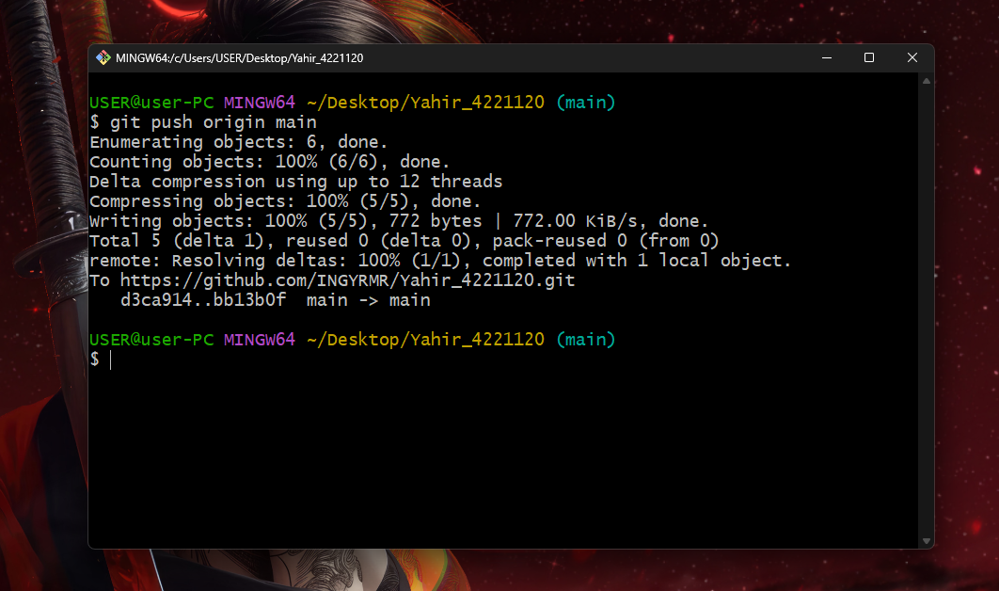 MINGW64:/c/Users/USER/Desktop/Yahir_4221120
USER@user-PC MINGW64 ~/Desktop/Yahir_4221120 (main)
$ git push origin main
Enumerating objects: 6, done.
Counting objects: 100% (6/6), done.
Delta compression using up to 12 threads
Compressing objects: 100% (5/5), done.
Writing objects: 100% (5/5), 772 bytes | 772.00 KiB/s, done.
Total 5 (delta 1), reused 0 (delta 0), pack-reused 0 (from 0)
remote: Resolving deltas: 100% (1/1), completed with 1 local object.
To https://github.com/INGYRMR/Yahir_4221120.git
   d3ca914..bb13b0f  main -> main
USER@user-PC MINGW64 ~/Desktop/Yahir_4221120 (main)
$